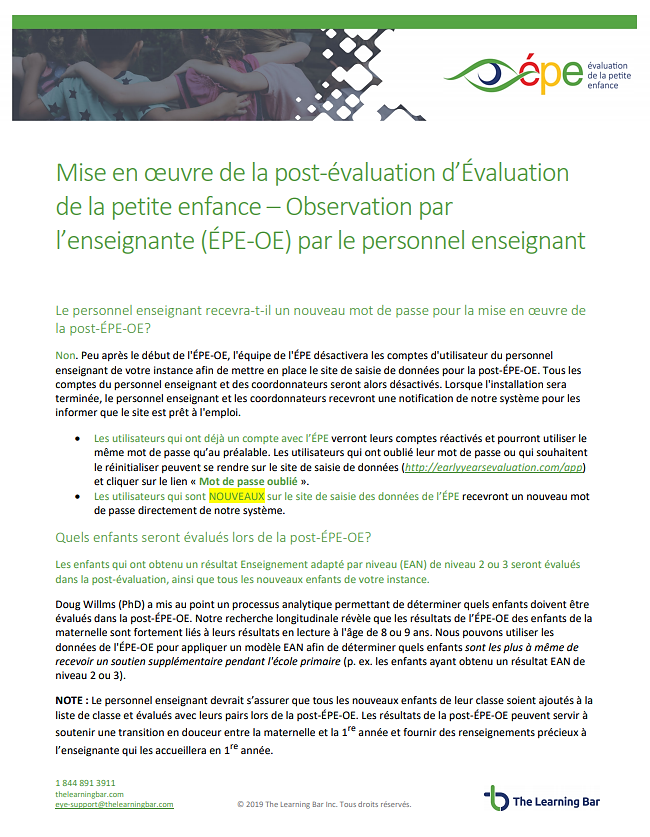 épe évaluation
de la petite
enfance
Mise en œuvre de la post-évaluation d’Évaluation
de la petite enfance – Observation par
l’enseignante (ÉPE-OE) par le personnel enseignant
Le personnel enseignant recevra-t-il un nouveau mot de passe pour la mise en œuvre de
la post-ÉPE-OE?
Non. Peu après le début de l'ÉPE-OE, l'équipe de l'ÉPE désactivera les comptes d'utilisateur du personnel
enseignant de votre instance afin de mettre en place le site de saisie de données pour la post-ÉPE-OE. Tous les
comptes du personnel enseignant et des coordonnateurs seront alors désactivés. Lorsque l'installation sera
terminée, le personnel enseignant et les coordonnateurs recevront une notification de notre système pour les
informer que le site est prêt à l'emploi.
• Les utilisateurs qui ont déjà un compte avec l’ÉPE verront leurs comptes réactivés et pourront utiliser le
même mot de passe qu’au préalable. Les utilisateurs qui ont oublié leur mot de passe ou qui souhaitent
le réinitialiser peuvent se rendre sur le site de saisie de données (http://earlyyearsevaluation.com/app)
et cliquer sur le lien « Mot de passe oublié ».
• Les utilisateurs qui sont NOUVEAUX sur le site de saisie des données de l’ÉPE recevront un nouveau mot
de passe directement de notre système.
Quels enfants seront évalués lors de la post-ÉPE-OE?
Les enfants qui ont obtenu un résultat Enseignement adapté par niveau (EAN) de niveau 2 ou 3 seront évalués
dans la post-évaluation, ainsi que tous les nouveaux enfants de votre instance.
Doug Willms (PhD) a mis au point un processus analytique permettant de déterminer quels enfants doivent être
évalués dans la post-ÉPE-OE. Notre recherche longitudinale révèle que les résultats de l’ÉPE-OE des enfants de la
maternelle sont fortement liés à leurs résultats en lecture à l'âge de 8 ou 9 ans. Nous pouvons utiliser les
données de l'ÉPE-OE pour appliquer un modèle EAN afin de déterminer quels enfants sont les plus à même de
recevoir un soutien supplémentaire pendant l'école primaire (p. ex. les enfants ayant obtenu un résultat EAN de
niveau 2 ou 3).
NOTE : Le personnel enseignant devrait s’assurer que tous les nouveaux enfants de leur classe soient ajoutés à la
liste de classe et évalués avec leurs pairs lors de la post-ÉPE-OE. Les résultats de la post-ÉPE-OE peuvent servir à
soutenir une transition en douceur entre la maternelle et la 1re année et fournir des renseignements précieux à
l’enseignante qui les accueillera en 1re année.
1 844 891 3911
thelearningbar.com
eye-support@thelearningbar.com © 2019 The Learning Bar Inc. Tous droits réservés. The Learning Bar